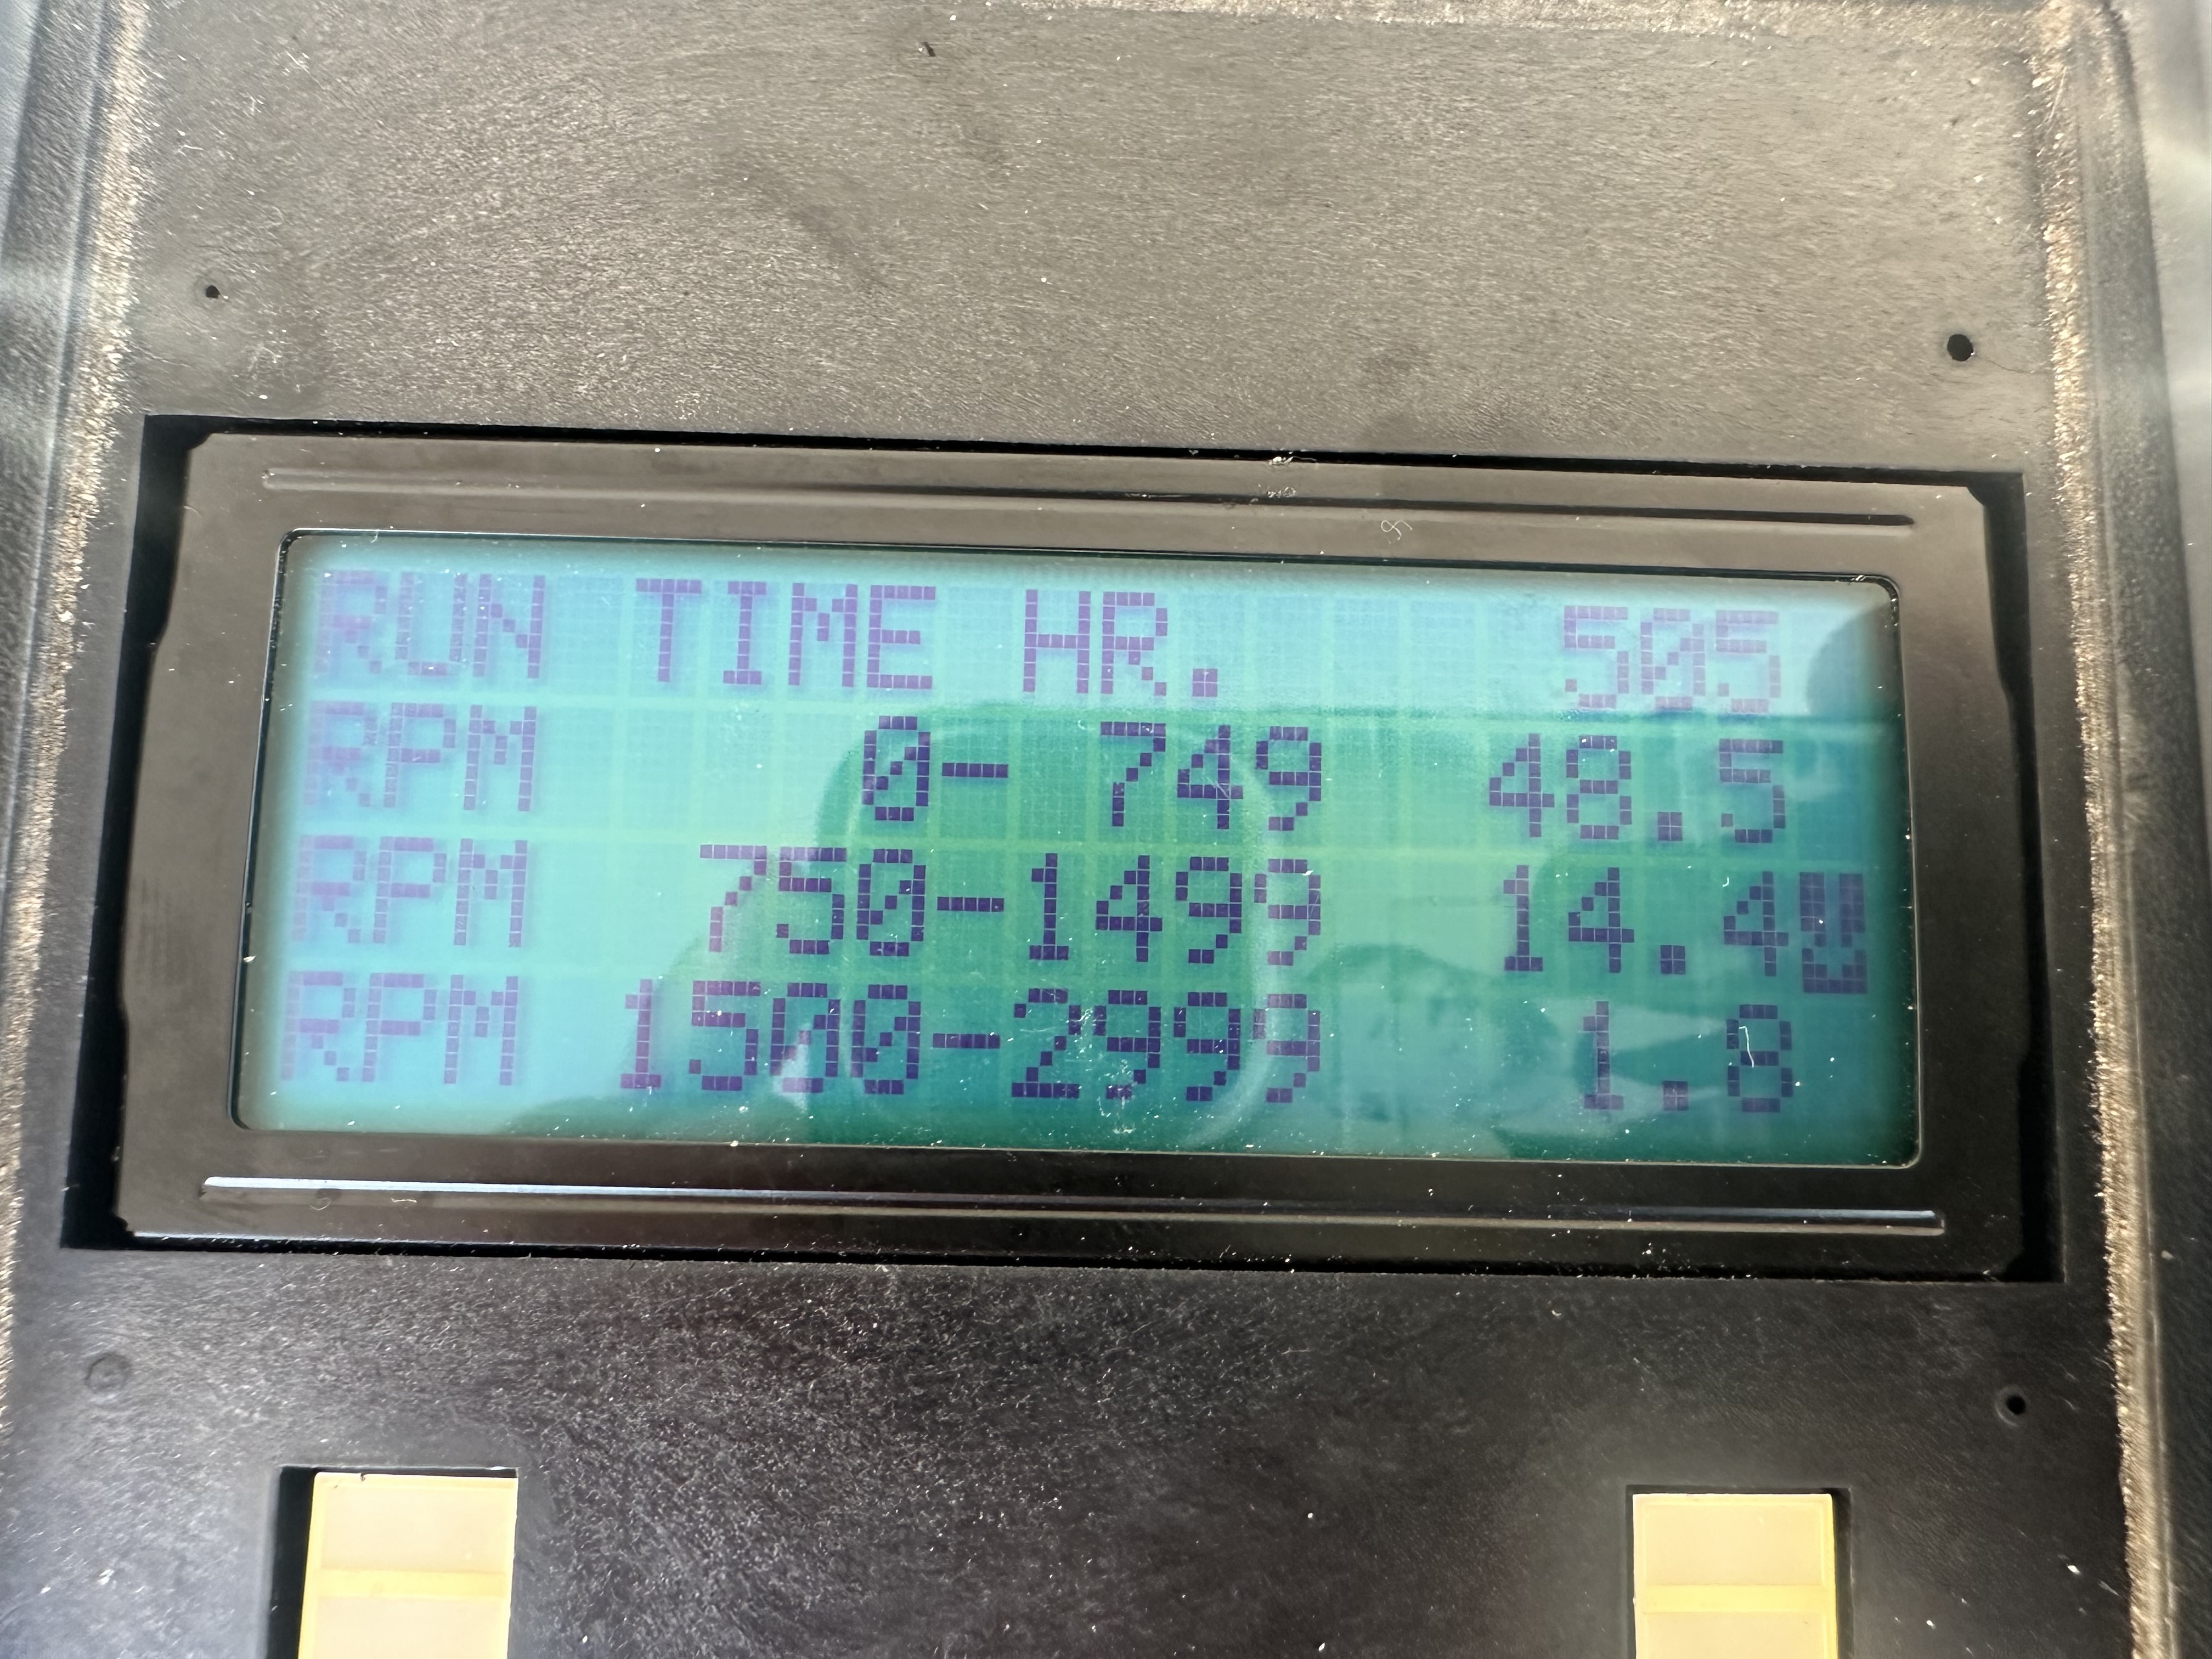 RUN TIME HR. 505
RPM 0- 749 48.5
RPM 750-1499 14.4
RPM 1500-2999 1.8